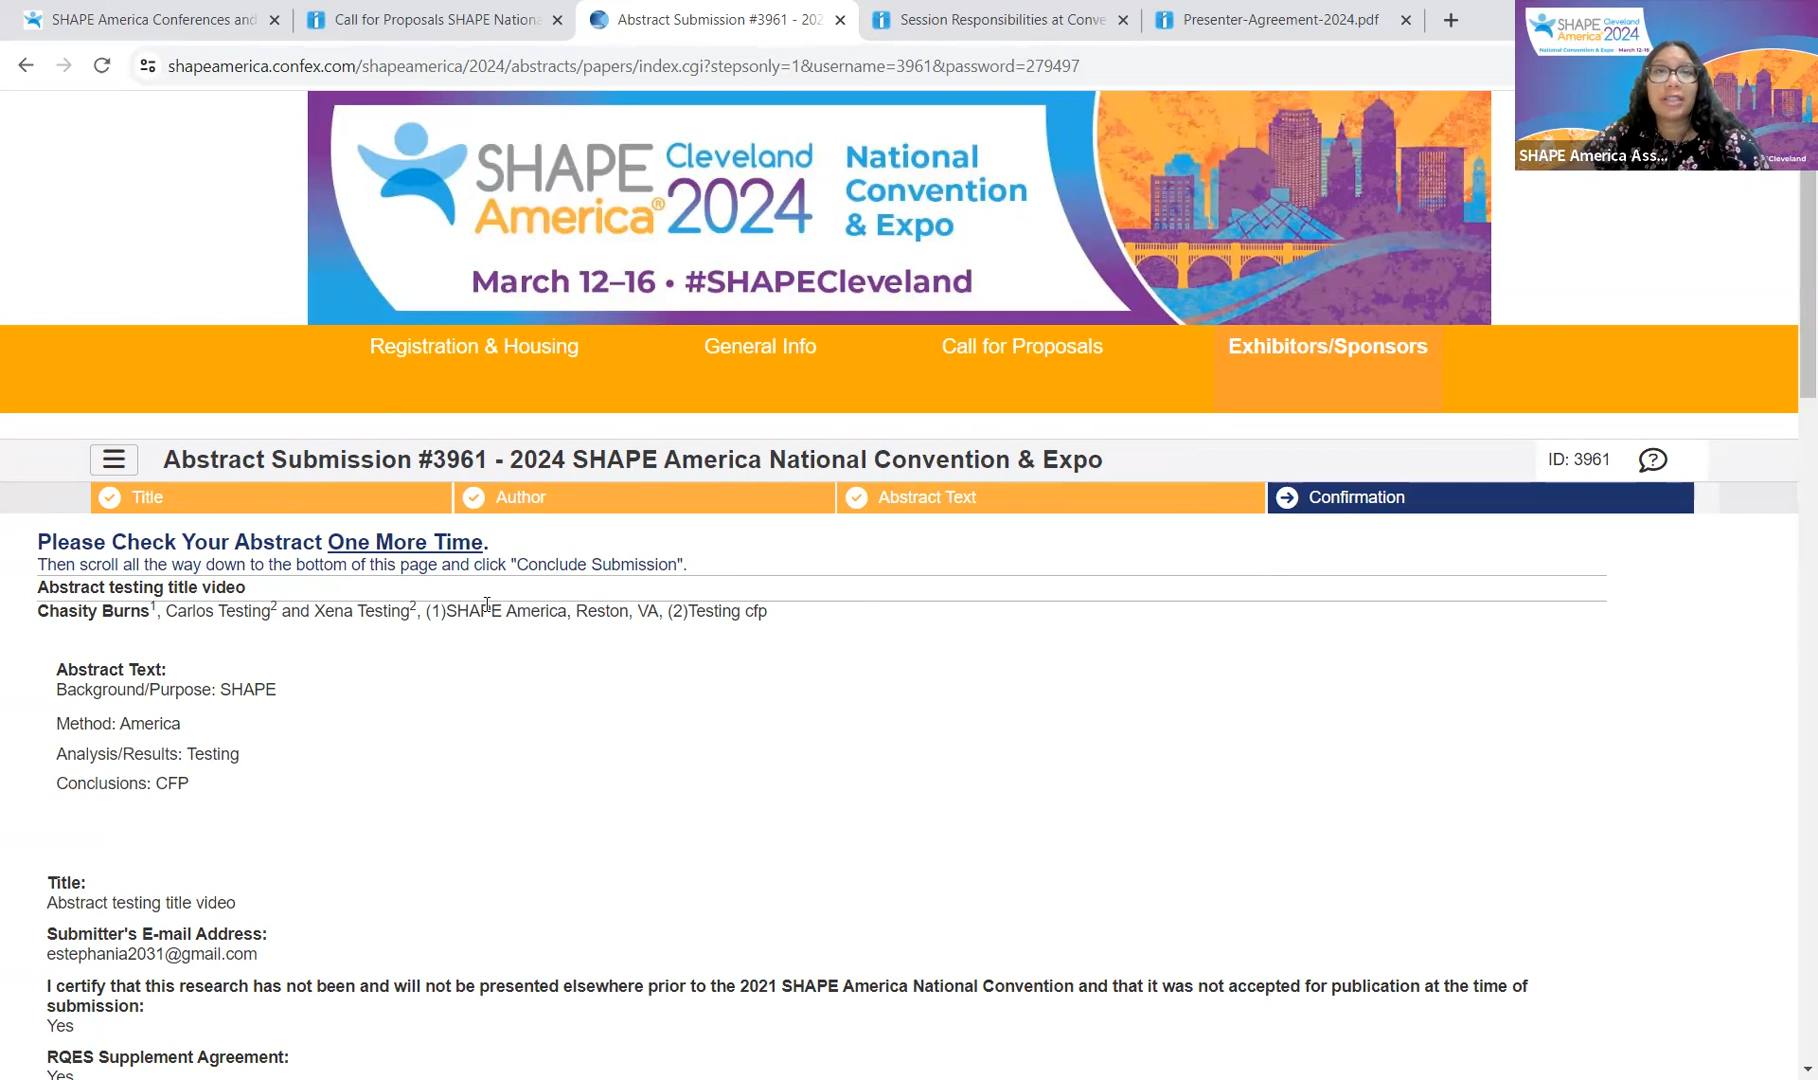 SHAPE America Conferences and
Call for Proposals SHAPE Nationa
Abstract Submission #3961 - 202
Session Responsibilities at Conve
Presenter-Agreement-2024.pdf
shapeamerica.confex.com/shapeamerica/2024/abstracts/papers/index.cgi?stepsonly=1&username=3961&password=279497
SHAPE America Cleveland 2024
National Convention & Expo March 12-16
SHAPE America Ass...
Cleveland
SHAPE Cleveland National
America® 2024 Convention
& Expo
March 12–16 • #SHAPECleveland
Registration & Housing
General Info
Call for Proposals
Exhibitors/Sponsors
Abstract Submission #3961 - 2024 SHAPE America National Convention & Expo
ID: 3961
Title
Author
Abstract Text
Confirmation
Please Check Your Abstract One More Time.
Then scroll all the way down to the bottom of this page and click "Conclude Submission".
Abstract testing title video
Chasity Burns1, Carlos Testing2 and Xena Testing2, (1)SHAPE America, Reston, VA, (2)Testing cfp
Abstract Text:
Background/Purpose: SHAPE
Method: America
Analysis/Results: Testing
Conclusions: CFP
Title:
Abstract testing title video
Submitter's E-mail Address:
estephania2031@gmail.com
I certify that this research has not been and will not be presented elsewhere prior to the 2021 SHAPE America National Convention and that it was not accepted for publication at the time of
submission:
Yes
RQES Supplement Agreement:
Yes